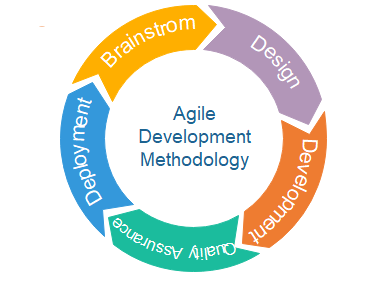 Brainstrom
Design
Development
Quality Assurance
Deployment
Agile
Development
Methodology